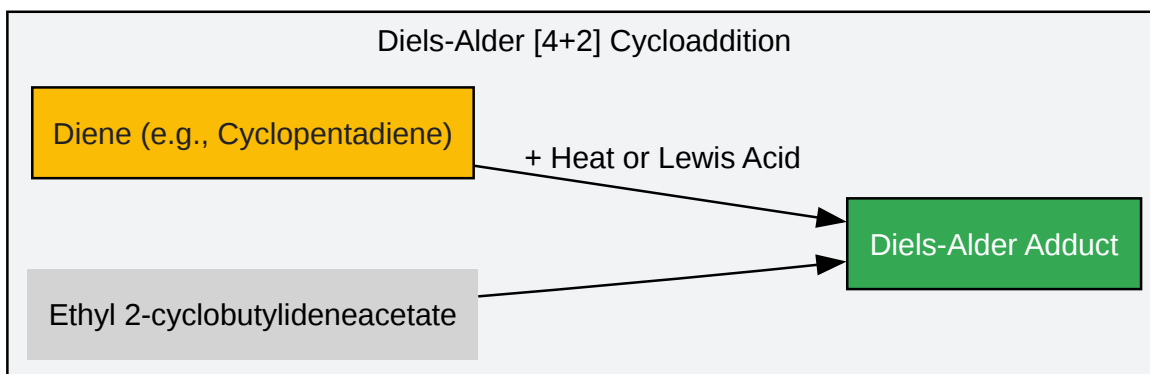 Diels-Alder [4+2] Cycloaddition
Diene (e.g., Cyclopentadiene)
+ Heat or Lewis Acid
Diels-Alder Adduct
Ethyl 2-cyclobutylideneacetate